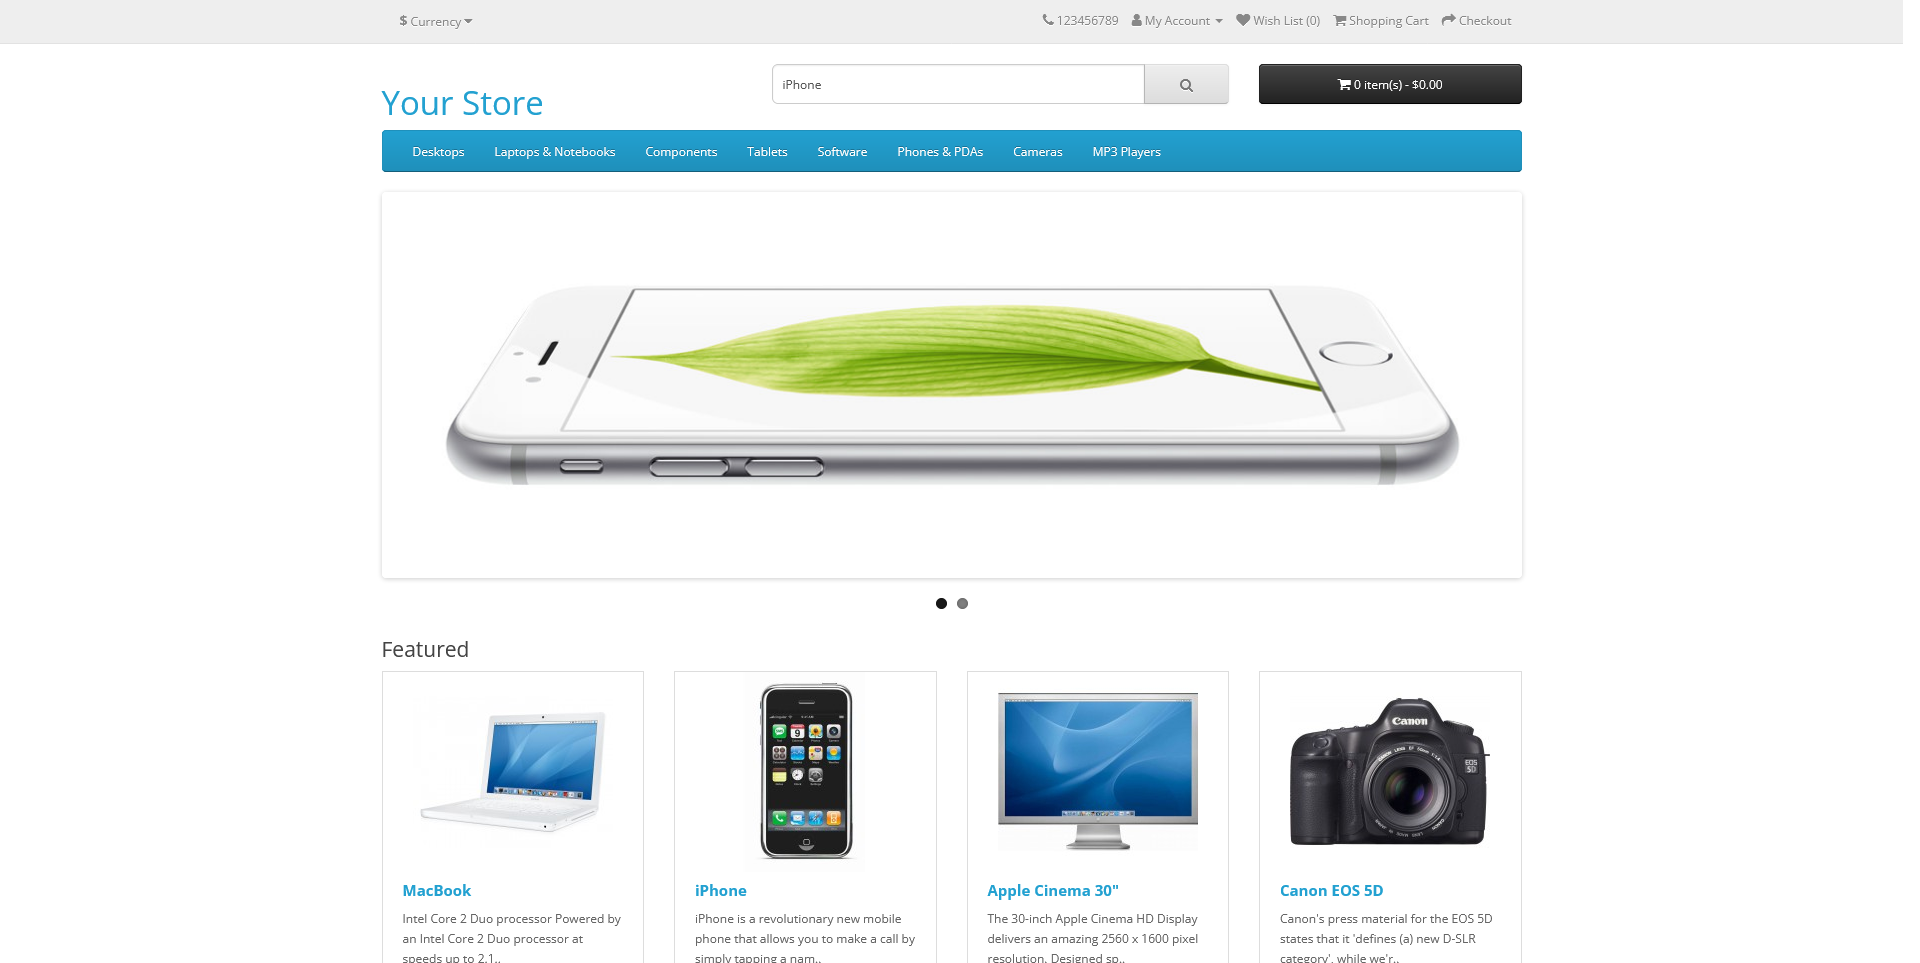 $ Currency
123456789 My Account Wish List (0) Shopping Cart Checkout
Your Store
iPhone
0 item(s) - $0.00
Desktops Laptops & Notebooks Components Tablets Software Phones & PDAs Cameras MP3 Players
Featured
Canon
EOS 5D
MacBook
Intel Core 2 Duo processor Powered by
an Intel Core 2 Duo processor at
speeds up to 2.1..
iPhone
iPhone is a revolutionary new mobile
phone that allows you to make a call by
simply tapping a nam..
Apple Cinema 30"
The 30-inch Apple Cinema HD Display
delivers an amazing 2560 x 1600 pixel
resolution. Designed sp..
Canon EOS 5D
Canon's press material for the EOS 5D
states that it 'defines (a) new D-SLR
category', while we'r..